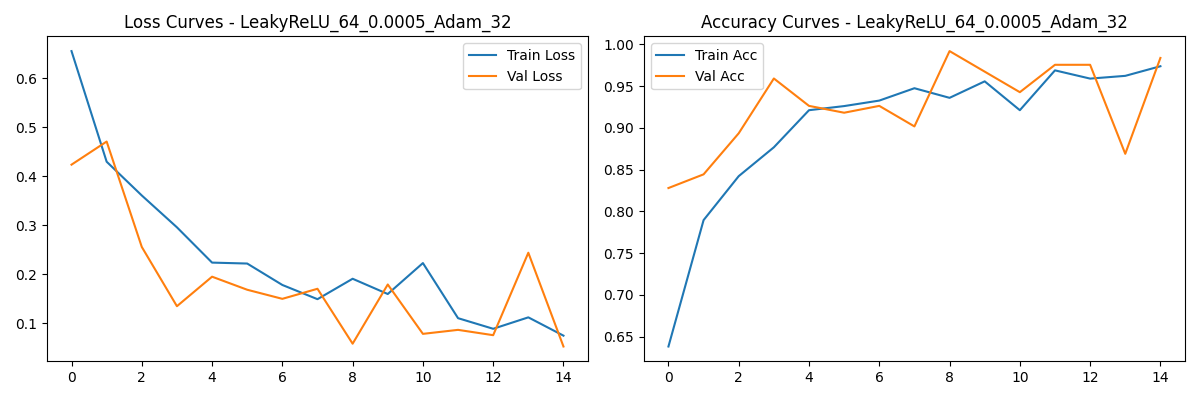 Loss Curves - LeakyReLU_64_0.0005_Adam_32
Train Loss
Val Loss
0.6
0.5
0.4
0.3
0.2
0.1
0 2 4 6 8 10 12 14
Accuracy Curves - LeakyReLU_64_0.0005_Adam_32
Train Acc
Val Acc
1.00
0.95
0.90
0.85
0.80
0.75
0.70
0.65
0 2 4 6 8 10 12 14